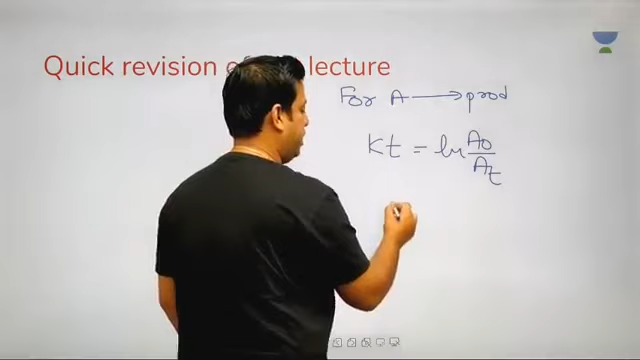 Quick revision of lecture
For A → prod
Kt = ln A0/At